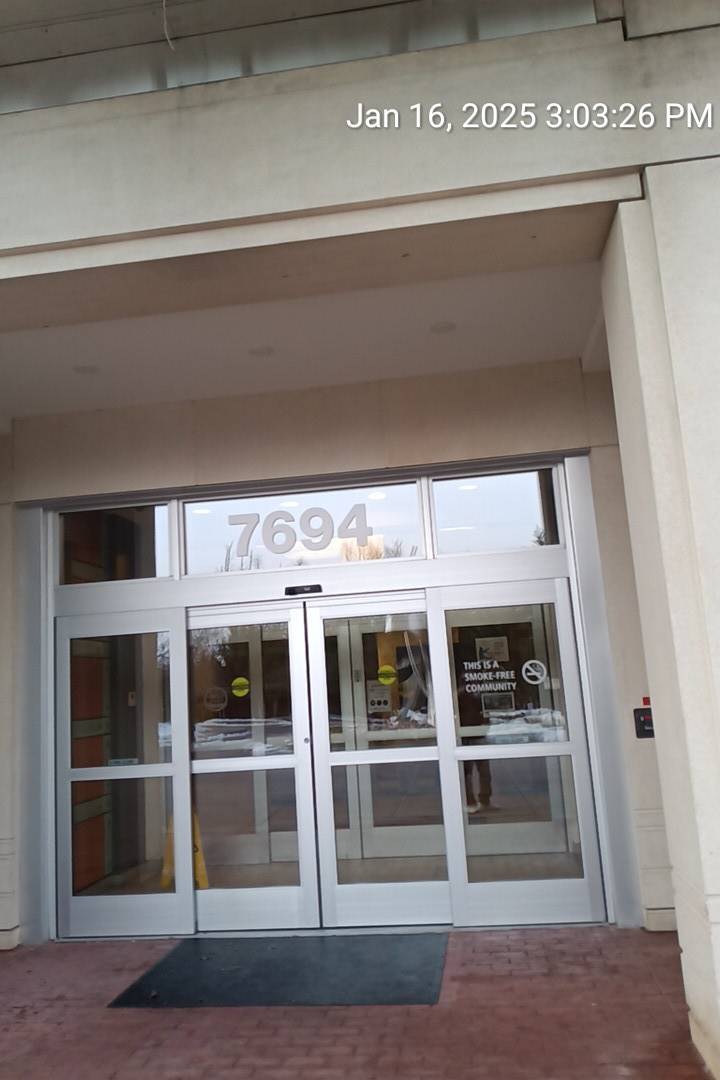 Jan 16, 2025 3:03:26 PM
7694
THIS IS A
SMOKE-FREE
COMMUNITY